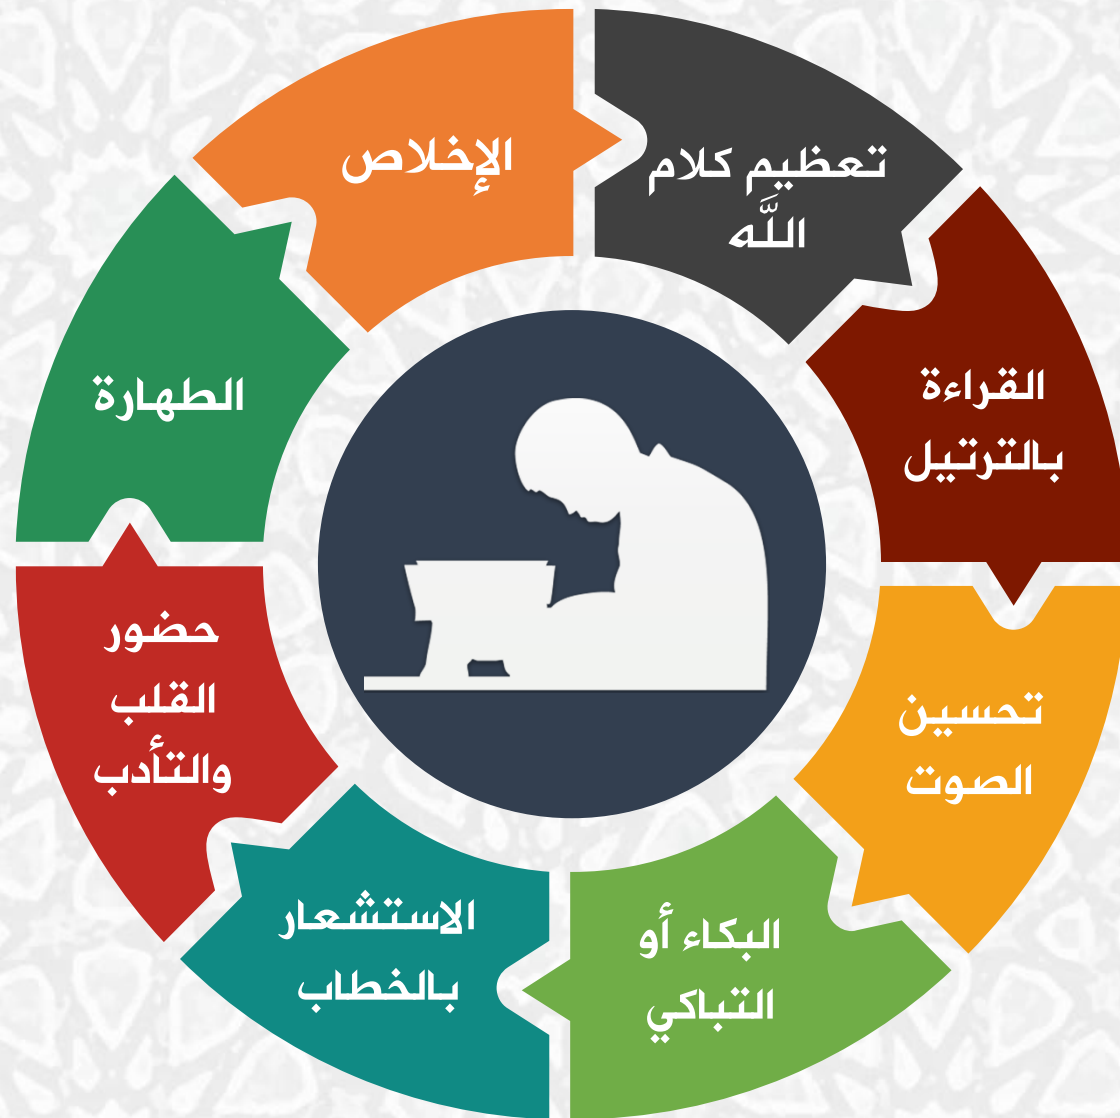 الإخلاص
تعظيم كلام
اللَّه
القراءة
بالترتيل
تحسين
الصوت
البكاء أو
التباكي
الاستشعار
بالخطاب
حضور
القلب
والتأدب
الطهارة